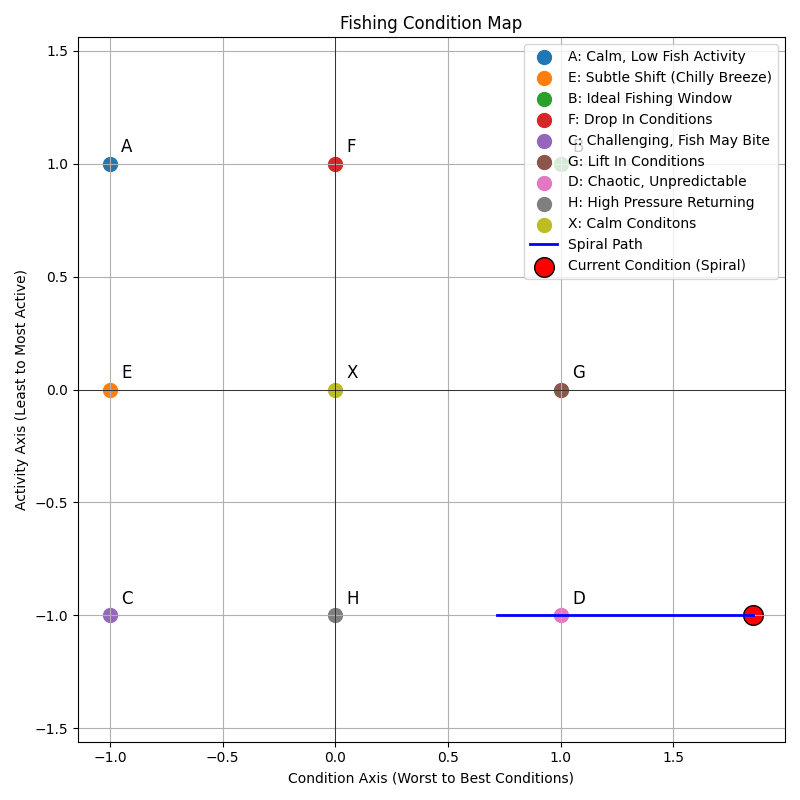 Fishing Condition Map
A: Calm, Low Fish Activity
E: Subtle Shift (Chilly Breeze)
B: Ideal Fishing Window
F: Drop In Conditions
C: Challenging, Fish May Bite
G: Lift In Conditions
D: Chaotic, Unpredictable
H: High Pressure Returning
X: Calm Conditons
Spiral Path
Current Condition (Spiral)
A
F
B
E
X
G
C
H
D
1.5
1.0
0.5
0.0
−0.5
−1.0
−1.5
Activity Axis (Least to Most Active)
−1.0
−0.5
0.0
0.5
1.0
1.5
Condition Axis (Worst to Best Conditions)